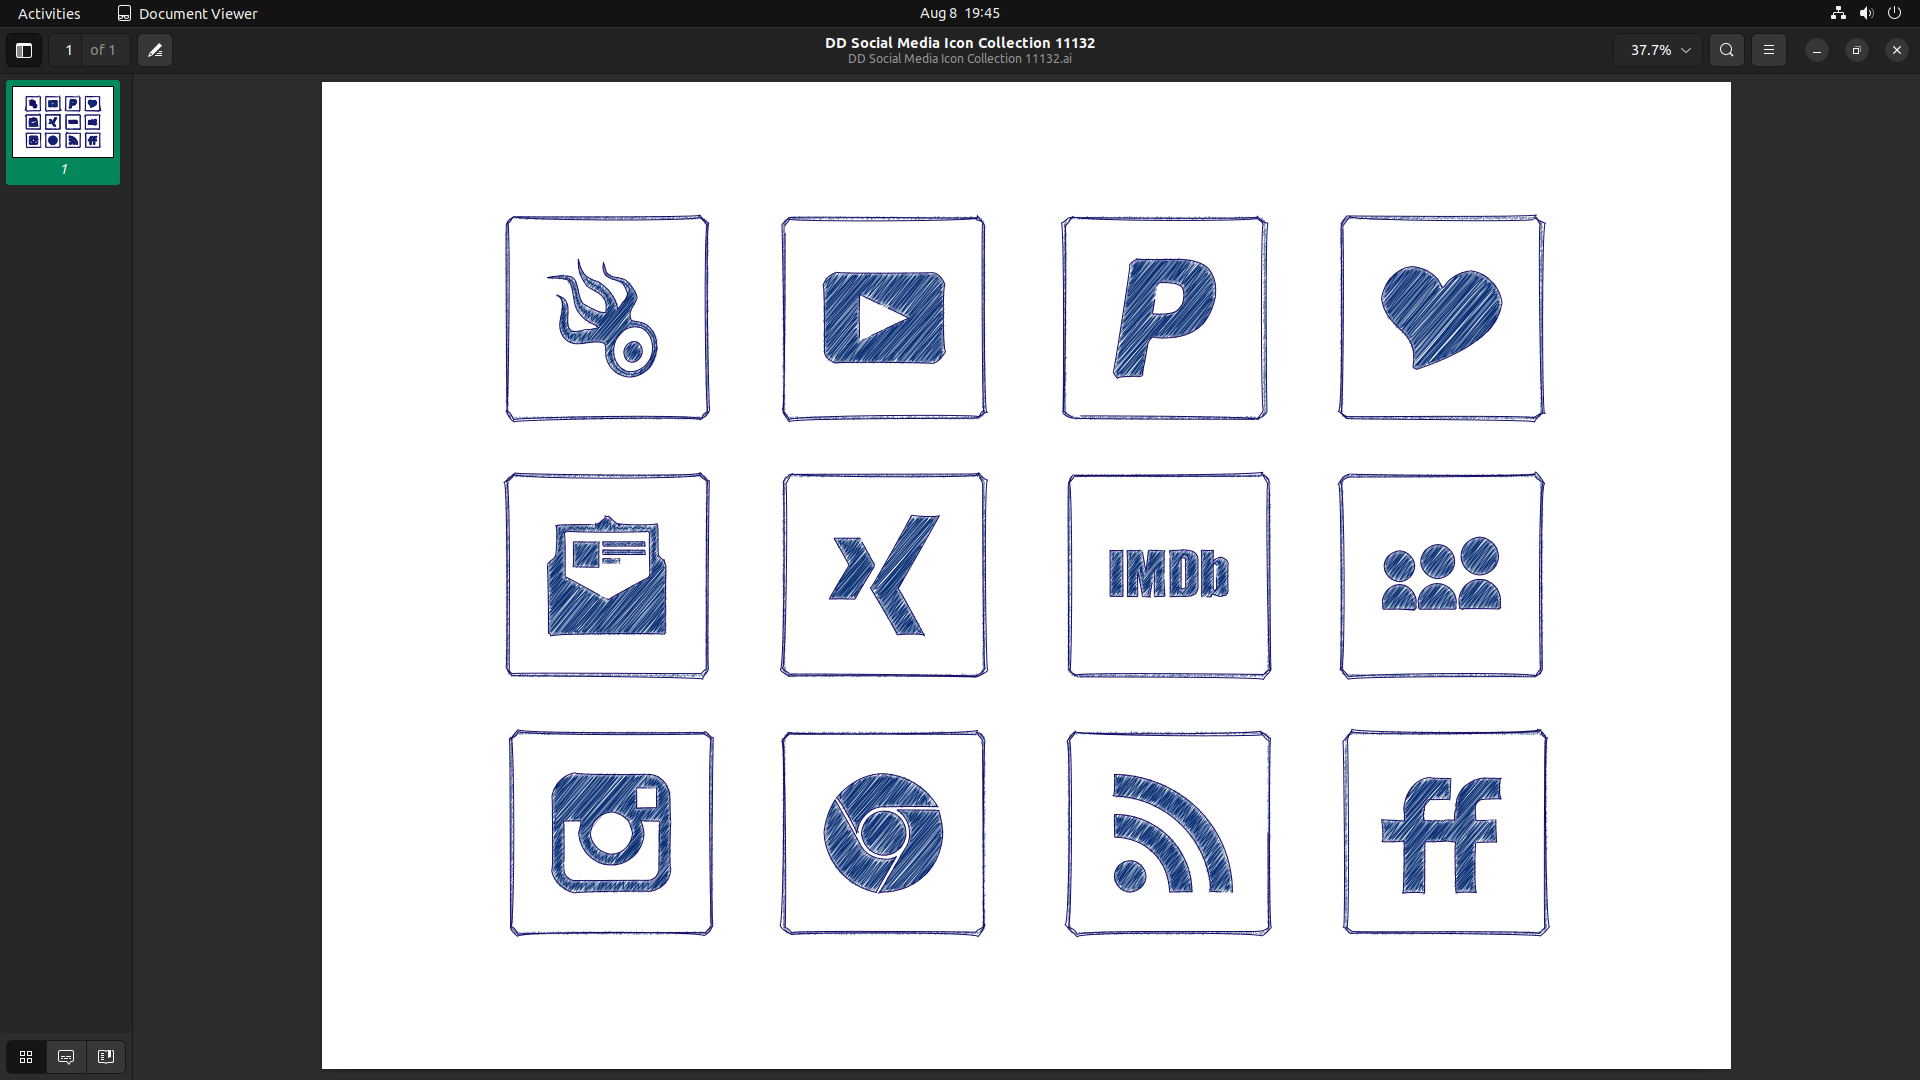 Activities
Document Viewer
Aug 8 19:45
1
of 1
DD Social Media Icon Collection 11132
DD Social Media Icon Collection 11132.ai
37.7%
1
P
IMDb
ff